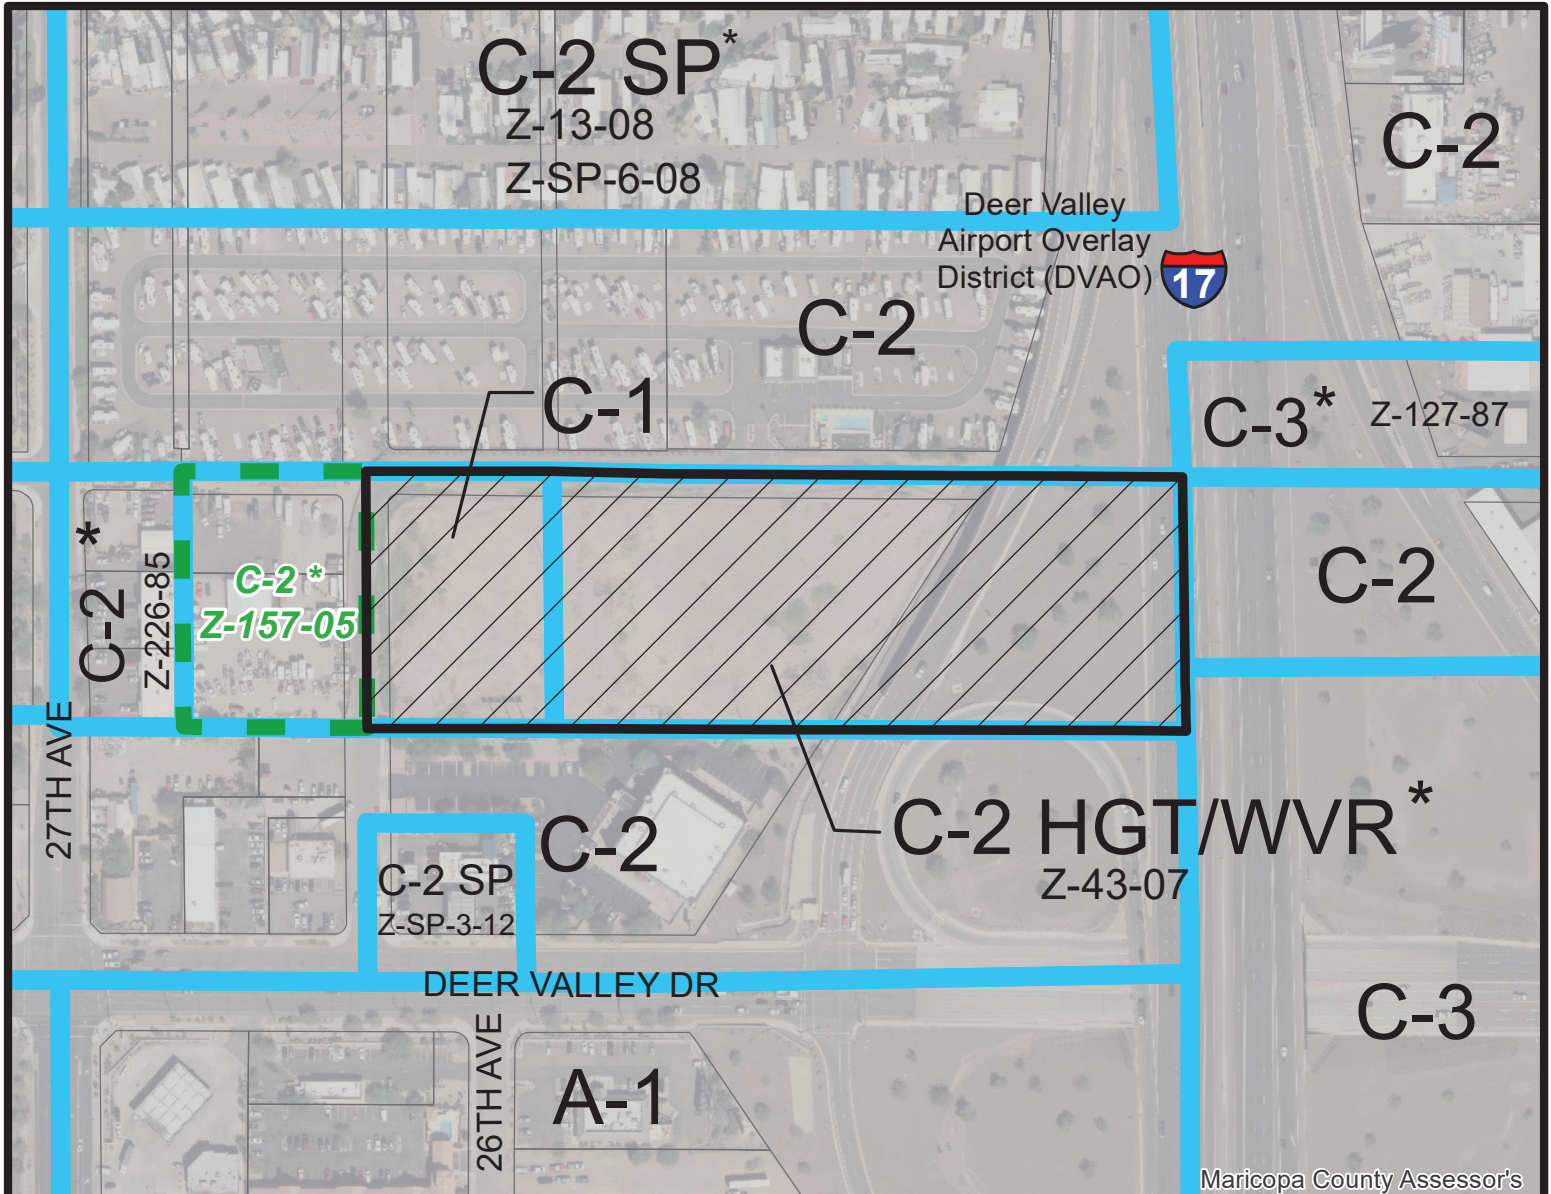 C-2 SP*
Z-13-08
Z-SP-6-08
C-2
Deer Valley
Airport Overlay
District (DVAO)
17
C-2
C-1
C-3*
Z-127-87
C-2 *
Z-226-85
C-2 *
Z-157-05
C-2
27TH AVE
C-2 HGT/WVR*
Z-43-07
C-2
C-2 SP
Z-SP-3-12
DEER VALLEY DR
C-3
26TH AVE
A-1
Maricopa County Assessor's